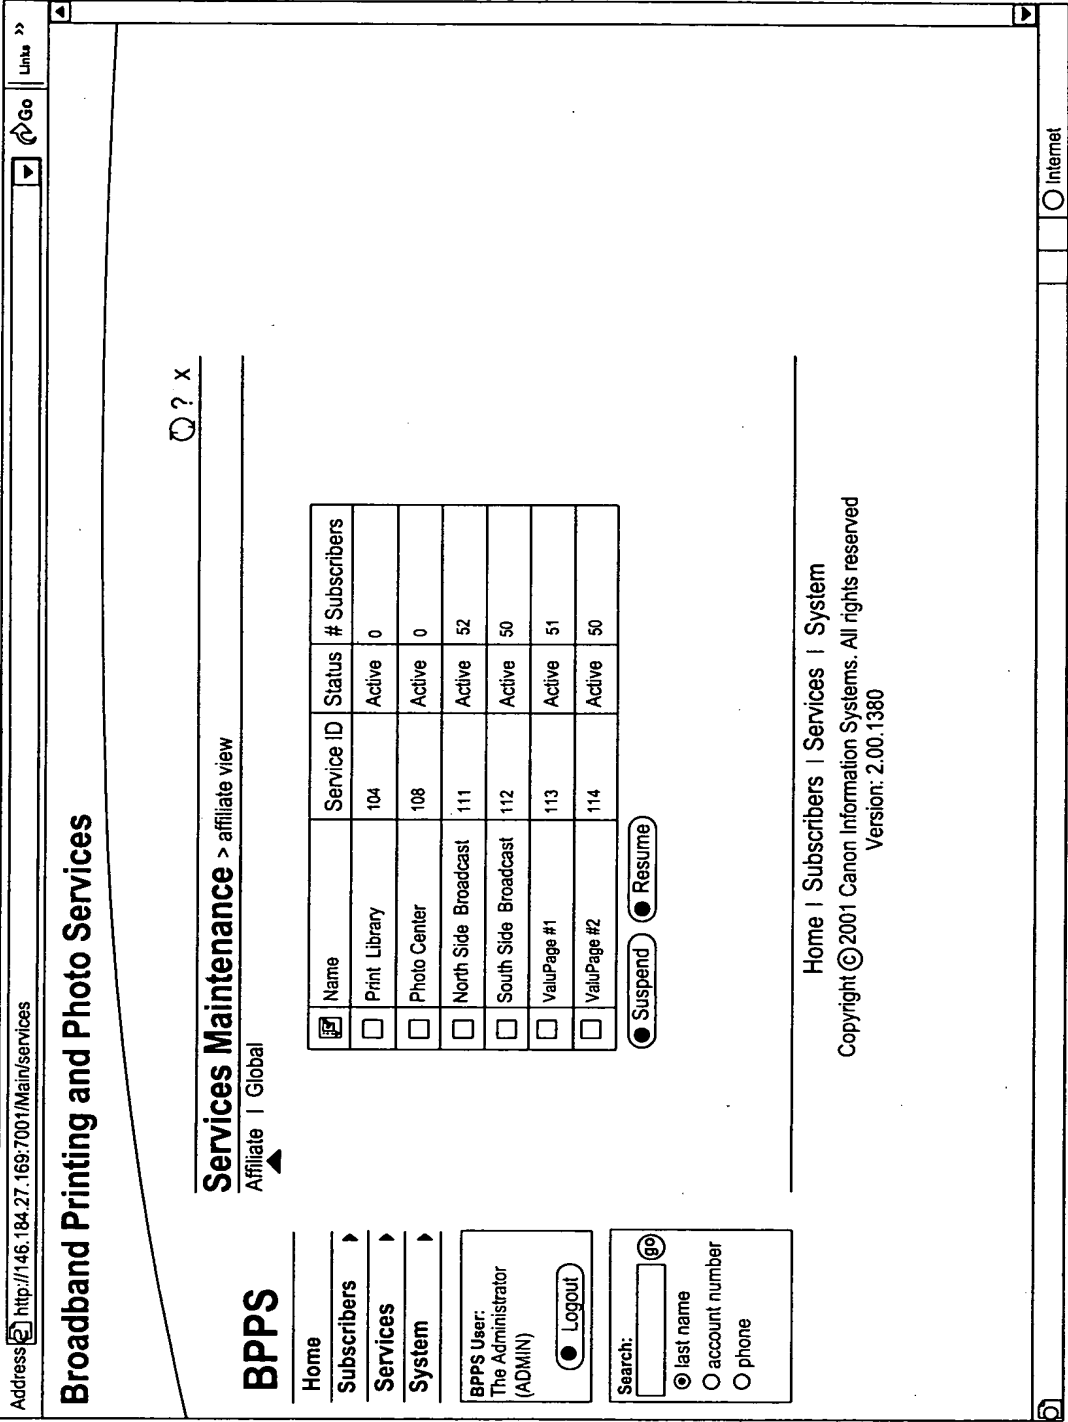 Address http://146.184.27.169:7001/Main/services Go Links >>
Broadband Printing and Photo Services
? x
BPPS
Home
Subscribers
Services
System
BPPS User:
The Administrator
(ADMIN)
Logout
Search:
go
last name
account number
phone
Services Maintenance > affiliate view
Affiliate | Global
Name Service ID Status # Subscribers
Print Library 104 Active 0
Photo Center 108 Active 0
North Side Broadcast 111 Active 52
South Side Broadcast 112 Active 50
ValuPage #1 113 Active 51
ValuPage #2 114 Active 50
Suspend Resume
Home | Subscribers | Services | System
Copyright ©2001 Canon Information Systems. All rights reserved
Version: 2.00.1380
Internet